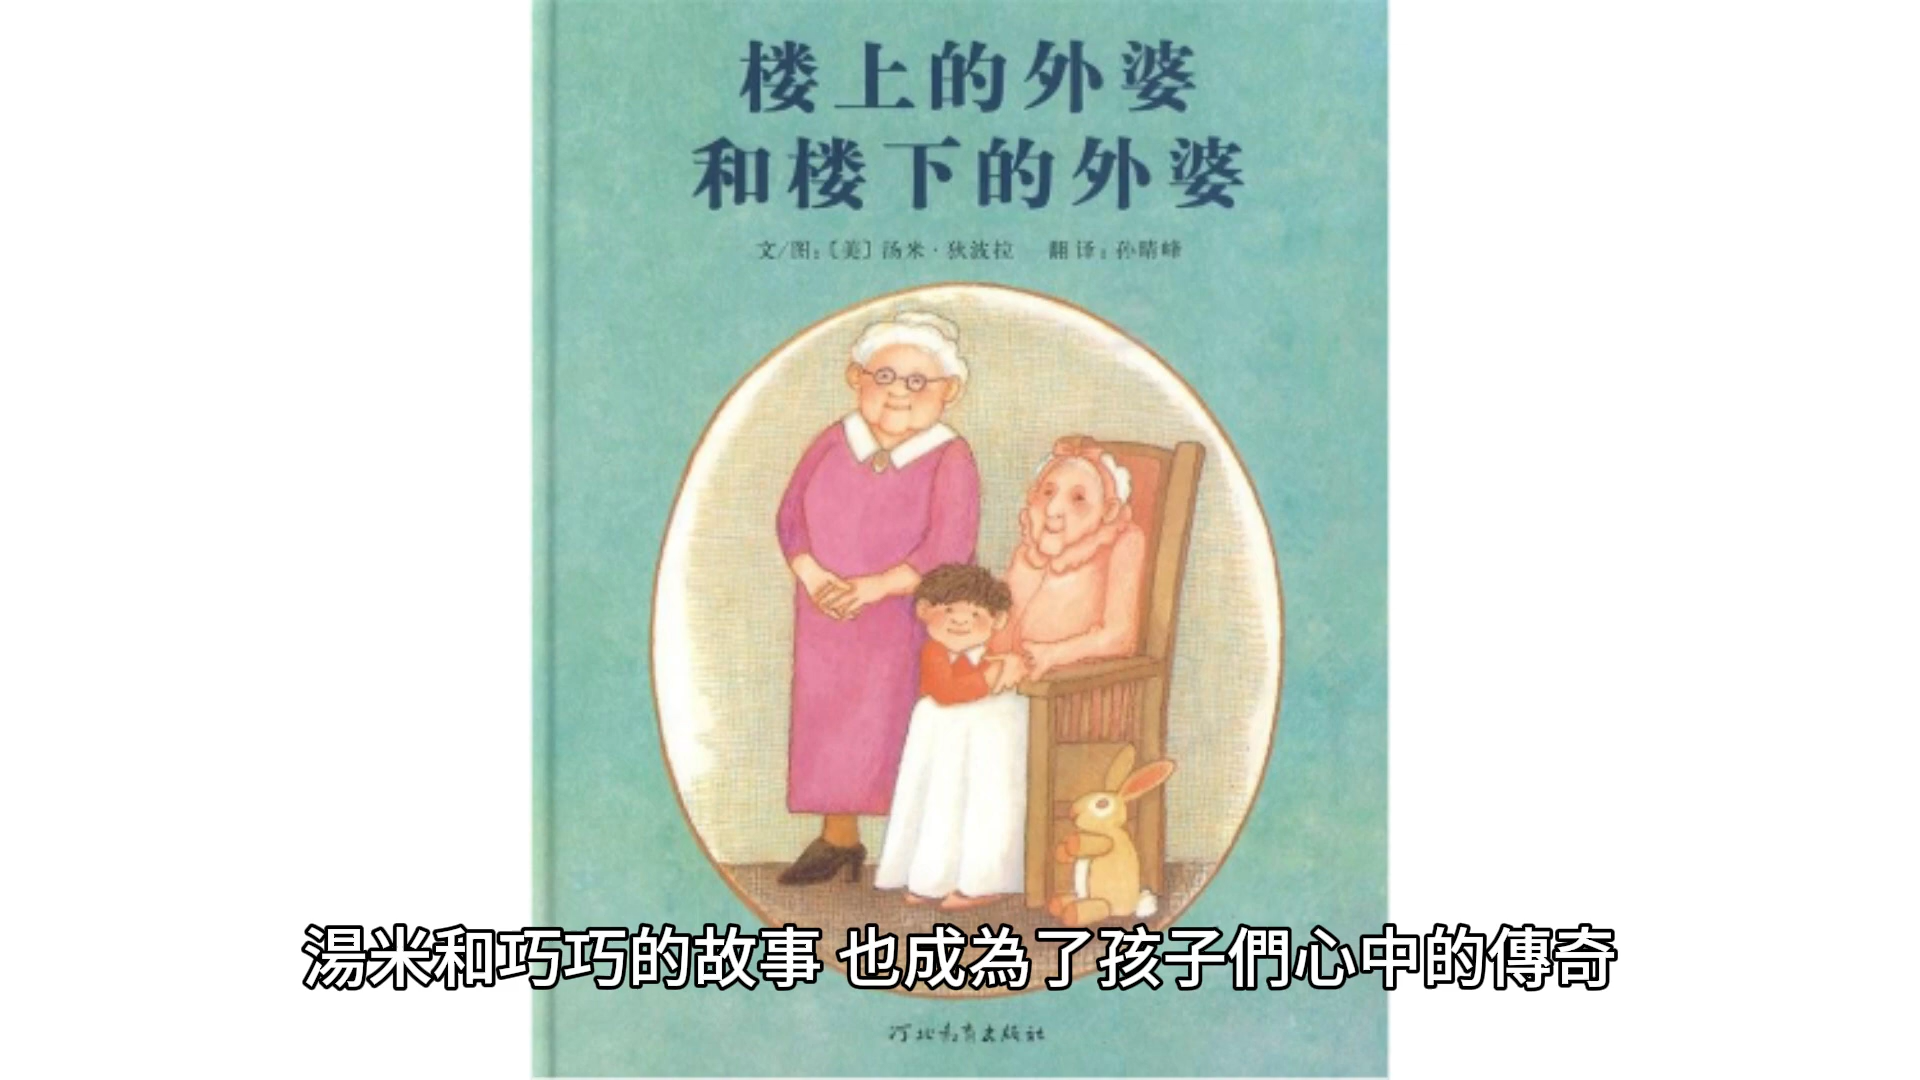 楼上的外婆
和楼下的外婆
文/图：〔美〕汤米·狄波拉 翻译：孙晴峰
湯米和巧巧的故事 也成為了孩子們心中的傳奇
河北教育出版社